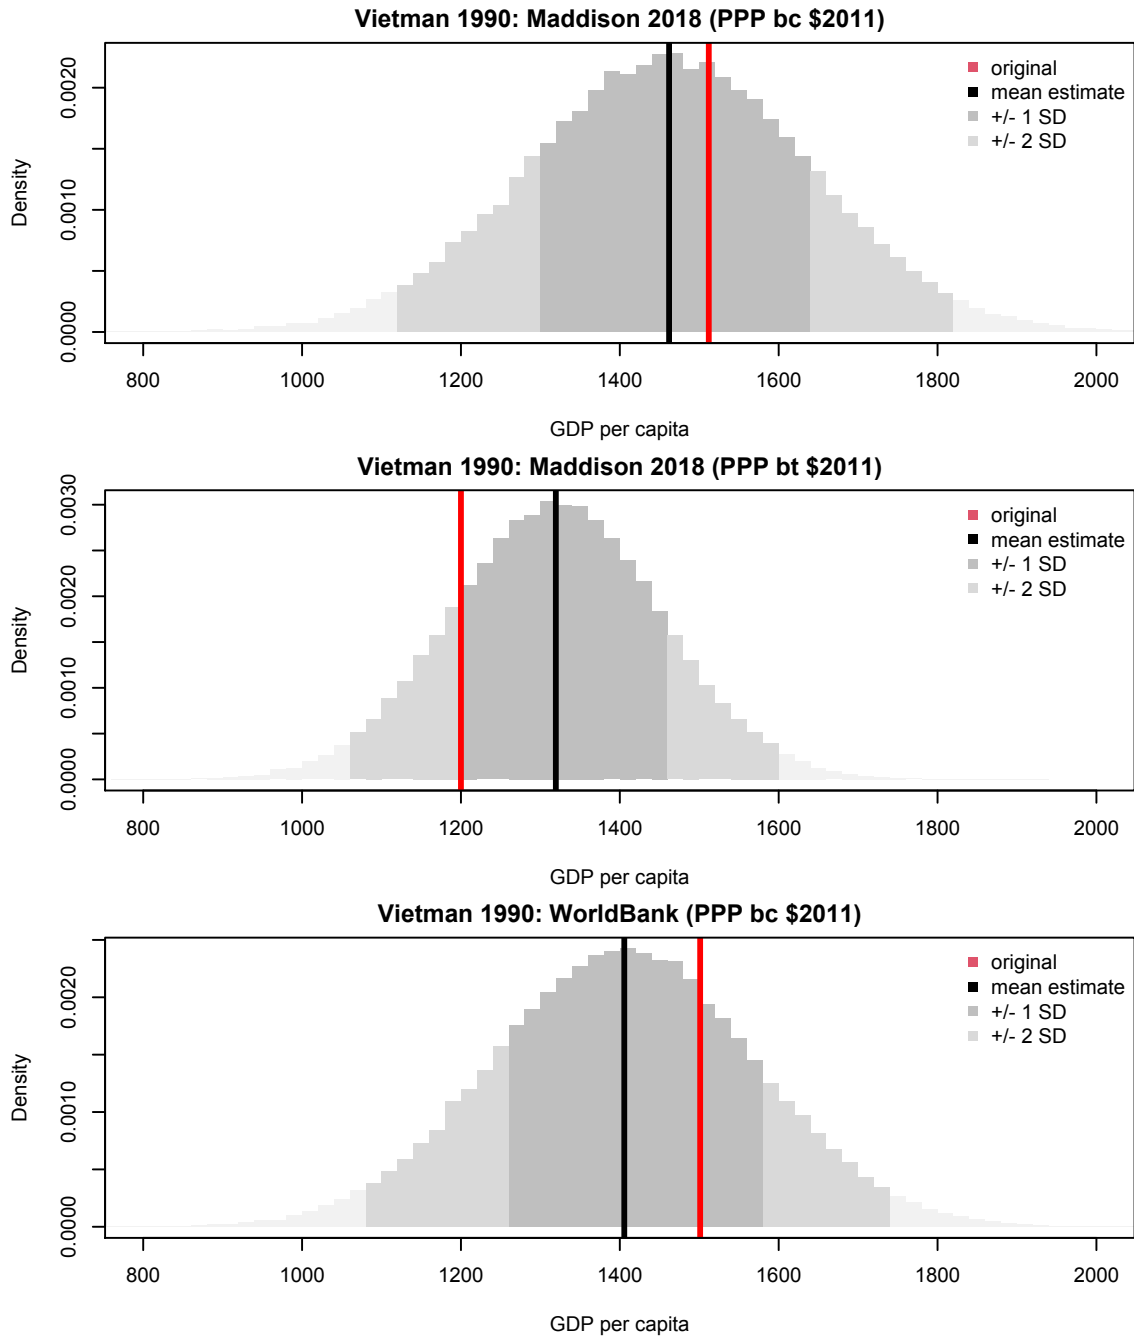 Vietman 1990: Maddison 2018 (PPP bc $2011)
original
mean estimate
+/- 1 SD
+/- 2 SD
Density
0.0020
0.0010
0.0000
800 1000 1200 1400 1600 1800 2000
GDP per capita
Vietman 1990: Maddison 2018 (PPP bt $2011)
original
mean estimate
+/- 1 SD
+/- 2 SD
Density
0.0030
0.0020
0.0010
0.0000
800 1000 1200 1400 1600 1800 2000
GDP per capita
Vietman 1990: WorldBank (PPP bc $2011)
original
mean estimate
+/- 1 SD
+/- 2 SD
Density
0.0020
0.0010
0.0000
800 1000 1200 1400 1600 1800 2000
GDP per capita